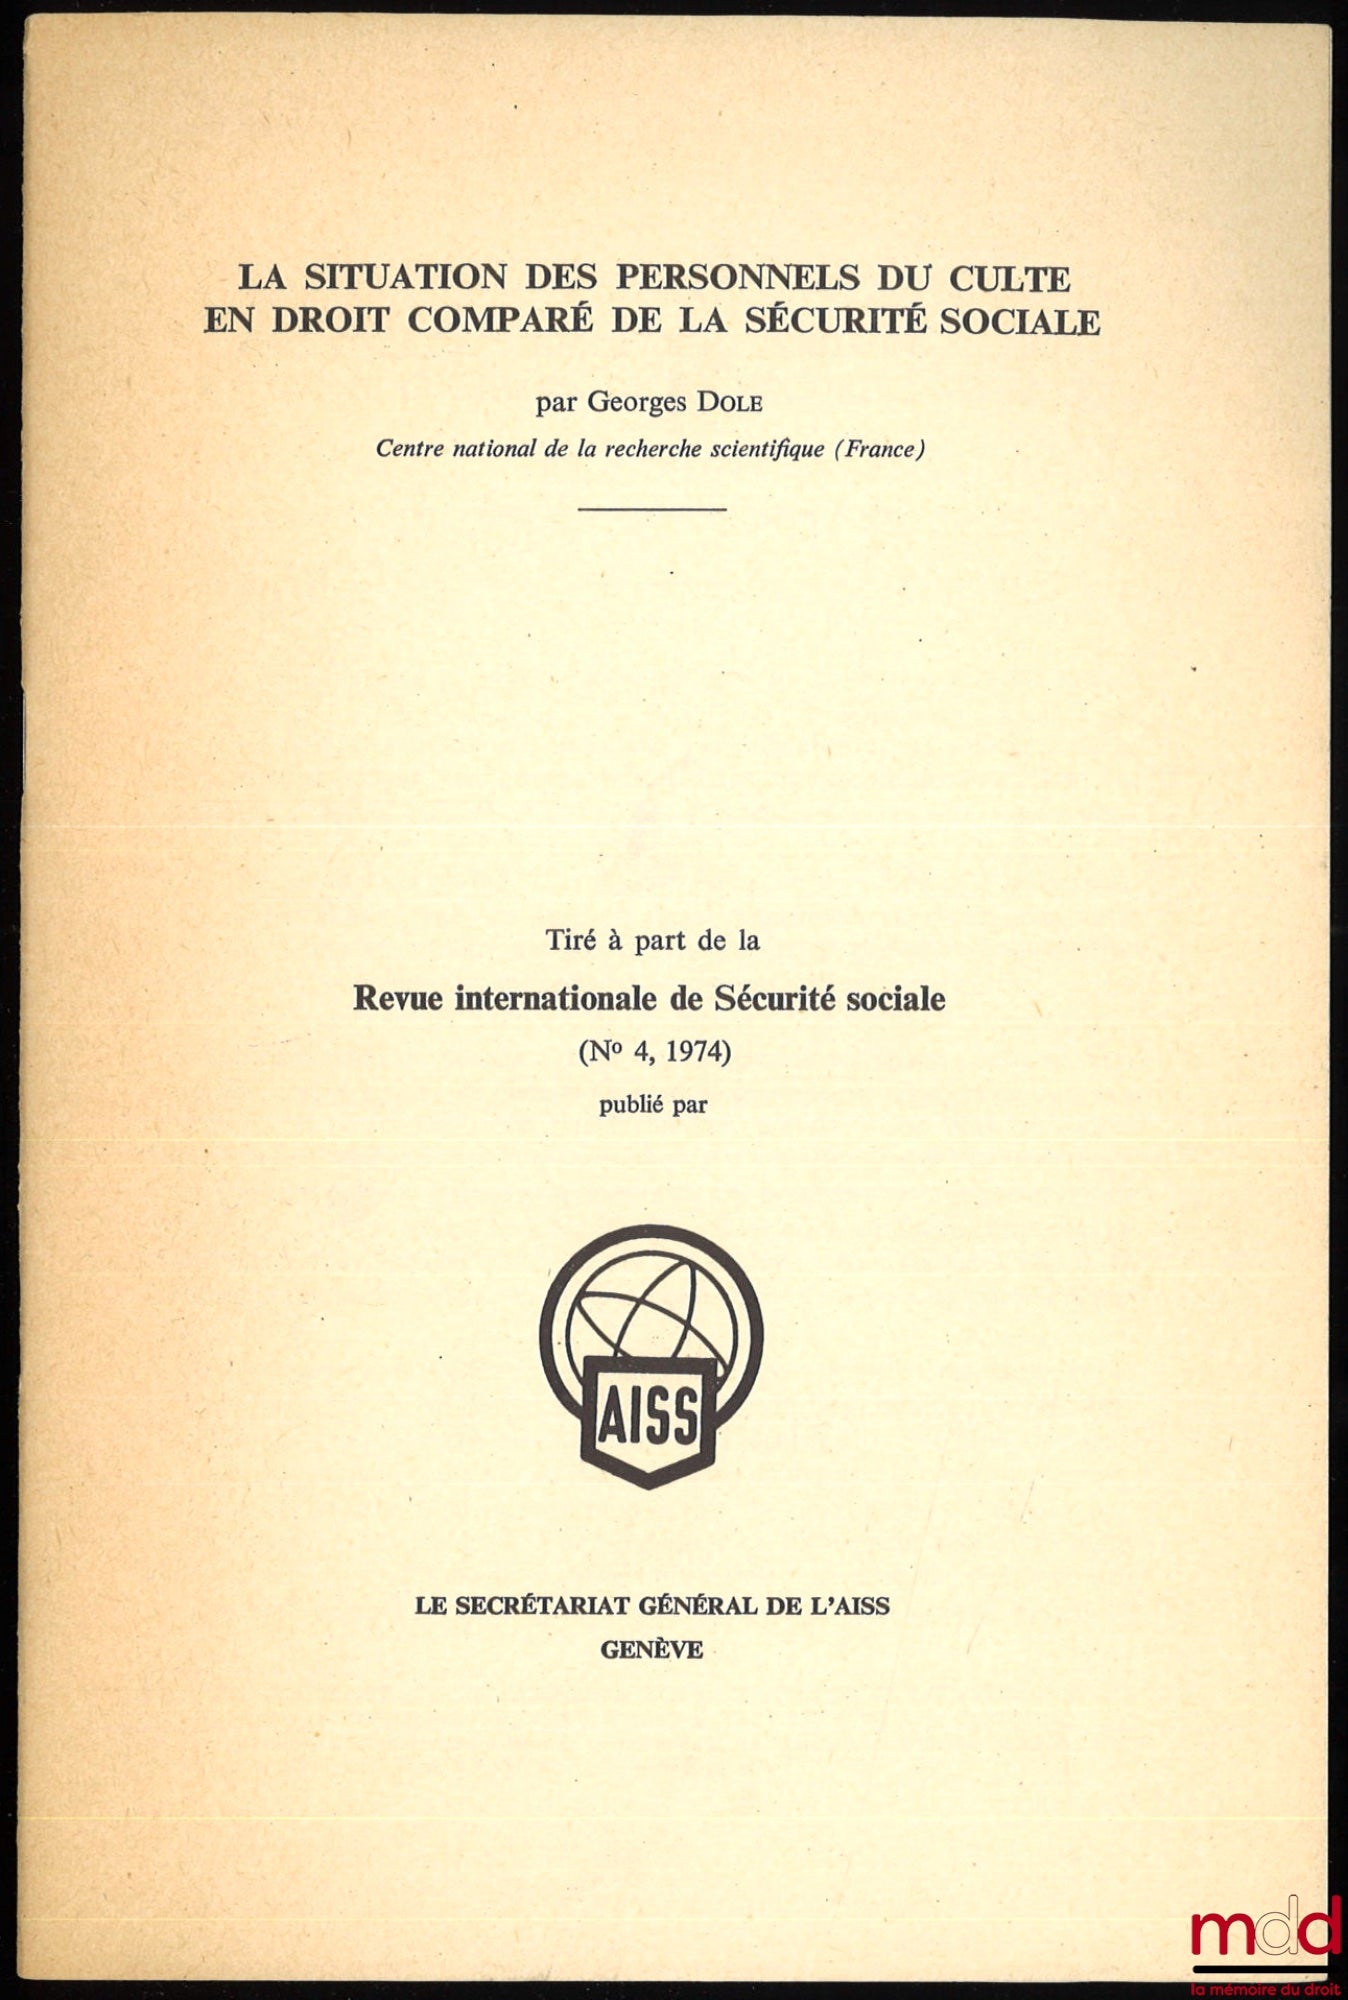 LA SITUATION DES PERSONNELS DU CULTE
EN DROIT COMPARÉ DE LA SÉCURITÉ SOCIALE
par Georges DOLE
Centre national de la recherche scientifique (France)
Tiré à part de la
Revue internationale de Sécurité sociale
(Nº 4, 1974)
publié par
AISS
LE SECRÉTARIAT GÉNÉRAL DE L’AISS
GENÈVE
mdd
la mémoire du droit